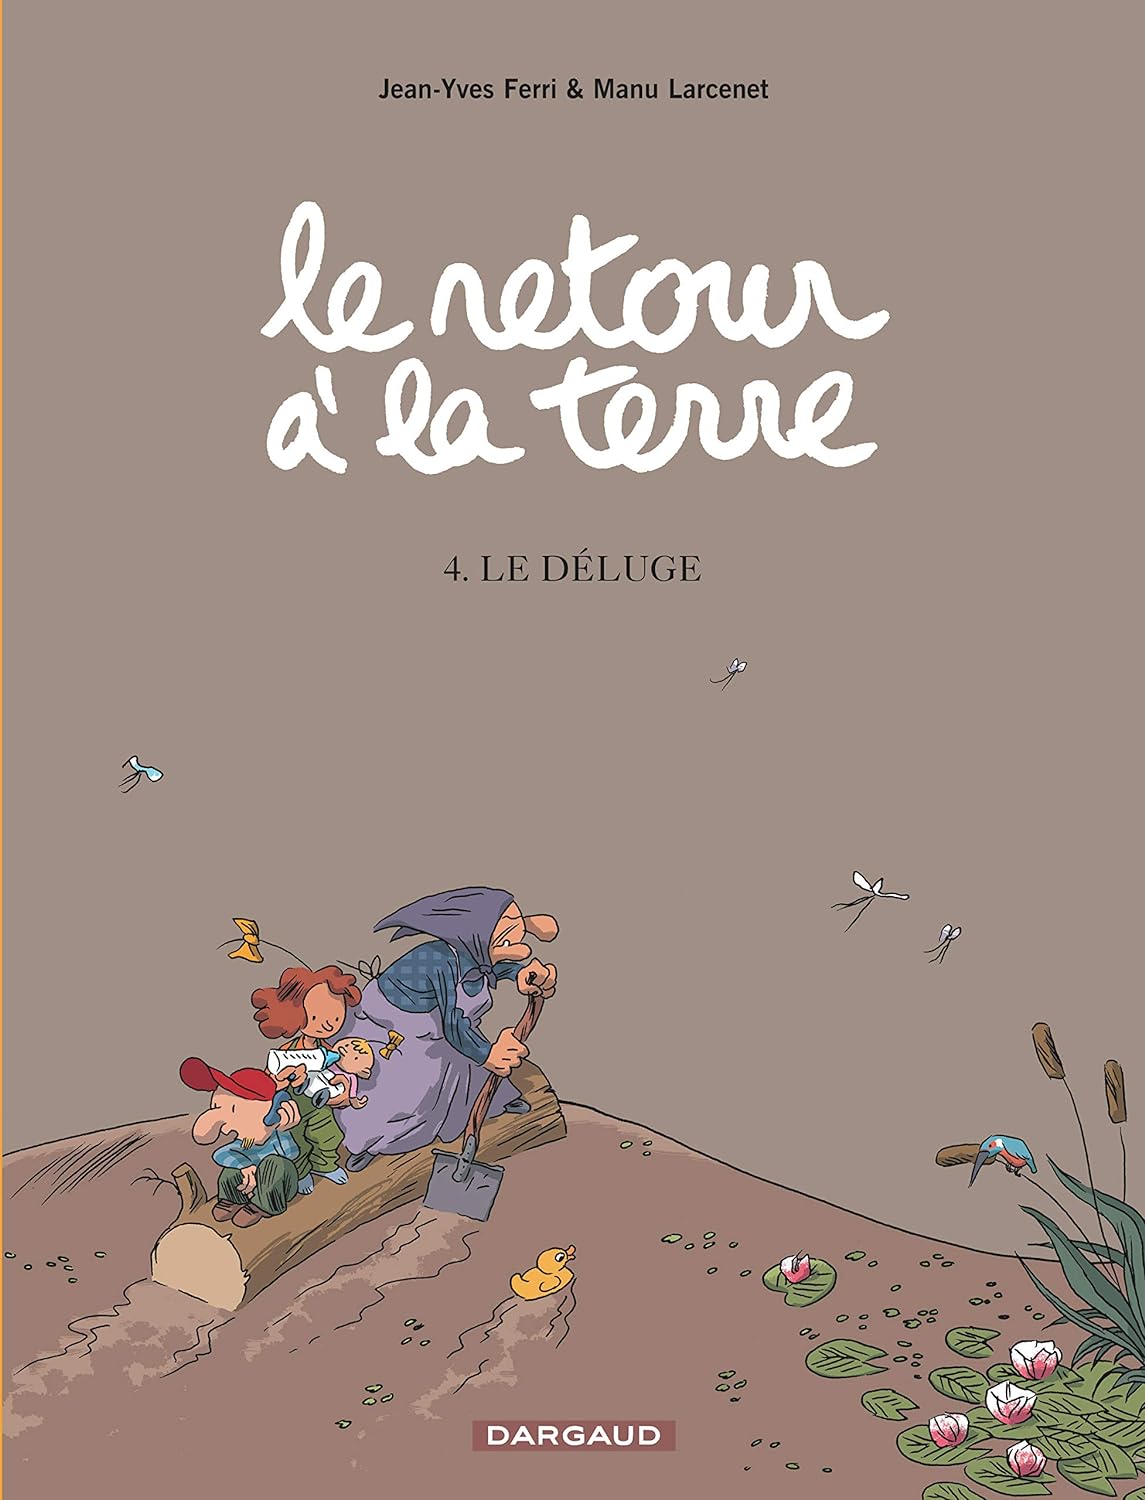 Jean-Yves Ferri & Manu Larcenet
le retour
à la terre
4. LE DÉLUGE
DARGAUD